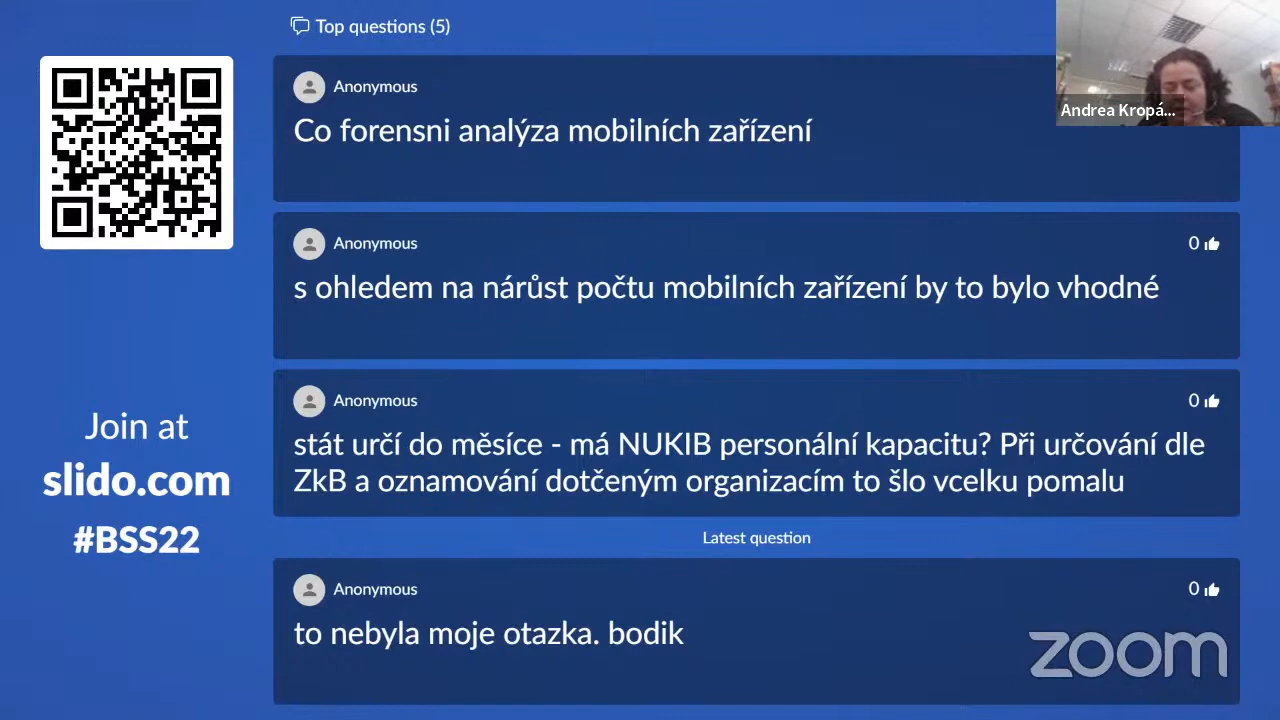 Top questions (5)
Anonymous
Co forensni analýza mobilních zařízení
Andrea Kropá...
Anonymous
0
s ohledem na nárůst počtu mobilních zařízení by to bylo vhodné
Anonymous
0
stát určí do měsíce - má NUKIB personální kapacitu? Při určování dle
ZkB a oznamování dotčeným organizacím to šlo vcelku pomalu
Join at
slido.com
#BSS22
Latest question
Anonymous
0
to nebyla moje otazka. bodik
zoom